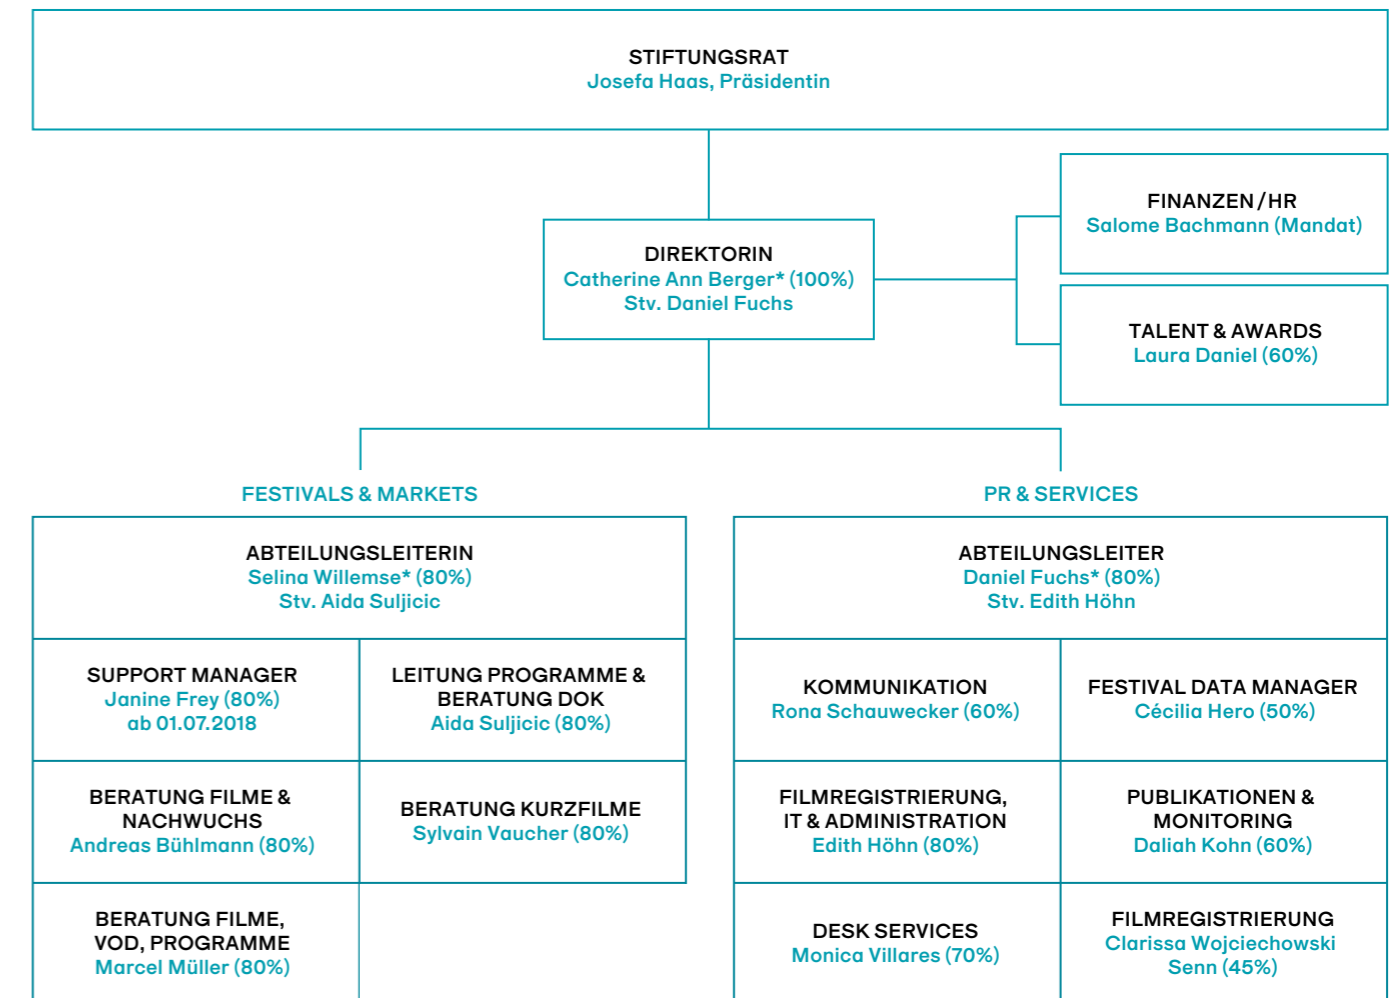 STIFTUNGSRAT
Josefa Haas, Präsidentin
FINANZEN/HR
Salome Bachmann (Mandat)
DIREKTORIN
Catherine Ann Berger* (100%)
Stv. Daniel Fuchs
TALENT & AWARDS
Laura Daniel (60%)
FESTIVALS & MARKETS
ABTEILUNGSLEITERIN
Selina Willemse* (80%)
Stv. Aida Suljicic
SUPPORT MANAGER
Janine Frey (80%)
ab 01.07.2018
LEITUNG PROGRAMME &
BERATUNG DOK
Aida Suljicic (80%)
BERATUNG FILME &
NACHWUCHS
Andreas Bühlmann (80%)
BERATUNG KURZFILME
Sylvain Vaucher (80%)
BERATUNG FILME,
VOD, PROGRAMME
Marcel Müller (80%)
PR & SERVICES
ABTEILUNGSLEITER
Daniel Fuchs* (80%)
Stv. Edith Höhn
KOMMUNIKATION
Rona Schauwecker (60%)
FESTIVAL DATA MANAGER
Cécilia Hero (50%)
FILMREGISTRIERUNG,
IT & ADMINISTRATION
Edith Höhn (80%)
PUBLIKATIONEN &
MONITORING
Daliah Kohn (60%)
DESK SERVICES
Monica Villares (70%)
FILMREGISTRIERUNG
Clarissa Wojciechowski
Senn (45%)